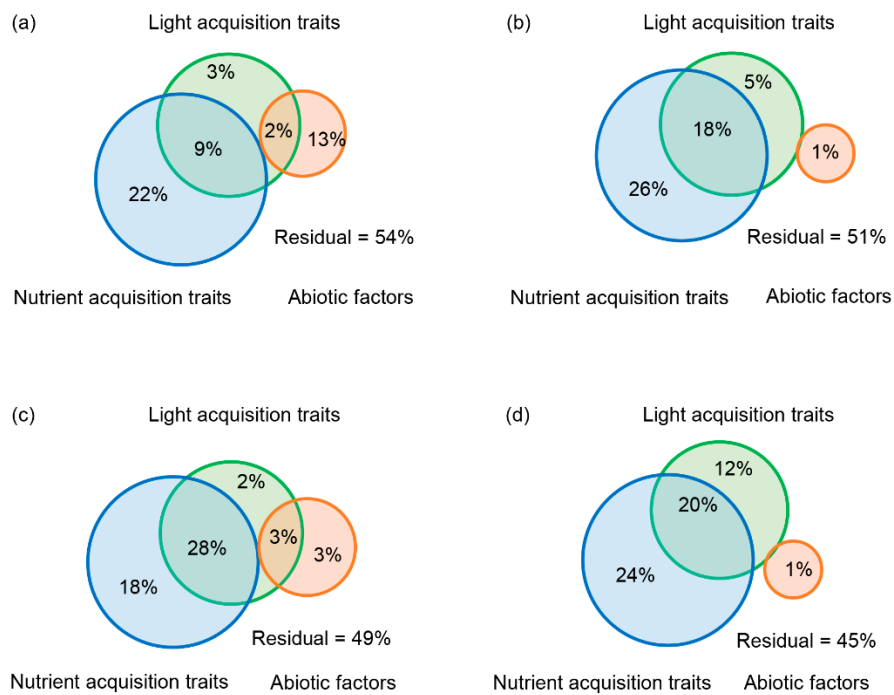 (a)
Light acquisition traits
3%
2%
13%
9%
22%
Residual = 54%
Nutrient acquisition traits
Abiotic factors
(b)
Light acquisition traits
5%
18%
1%
26%
Residual = 51%
Nutrient acquisition traits
Abiotic factors
(c)
Light acquisition traits
2%
3%
28%
3%
18%
Residual = 49%
Nutrient acquisition traits
Abiotic factors
(d)
Light acquisition traits
12%
20%
24%
1%
Residual = 45%
Nutrient acquisition traits
Abiotic factors